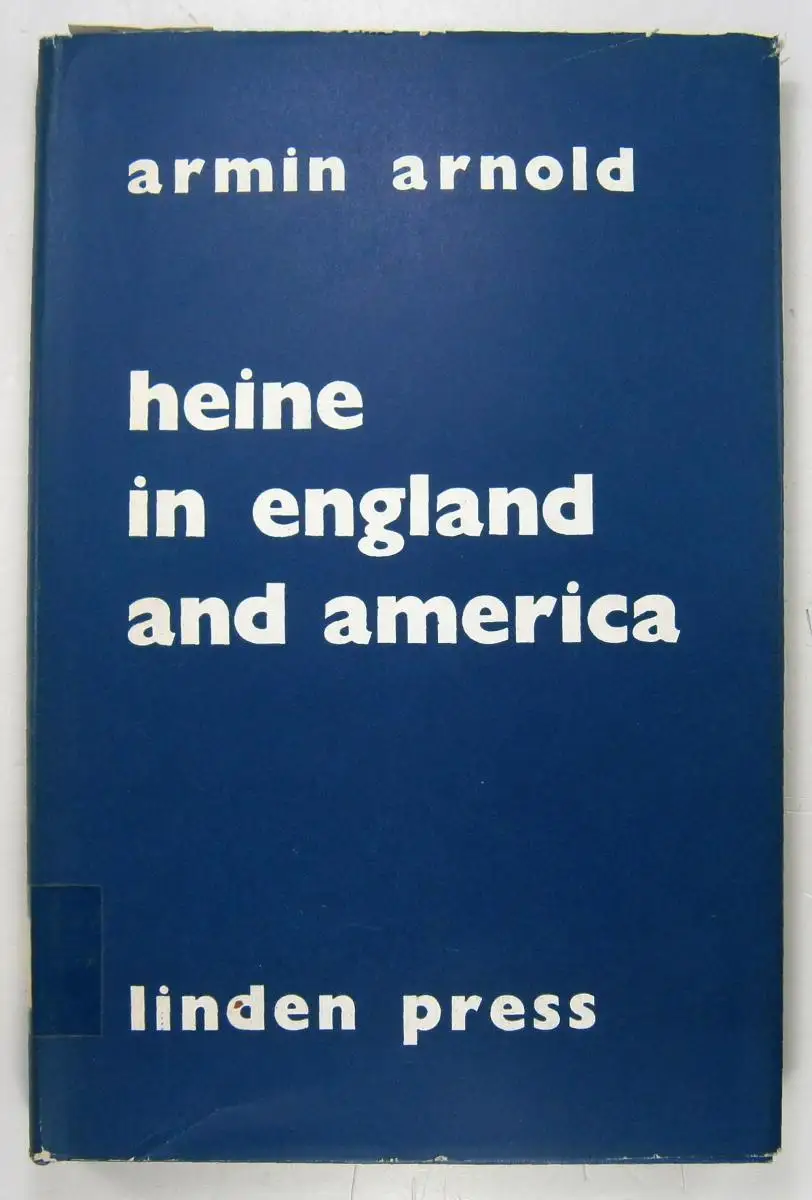 armin arnold
heine
in england
and america
linden press